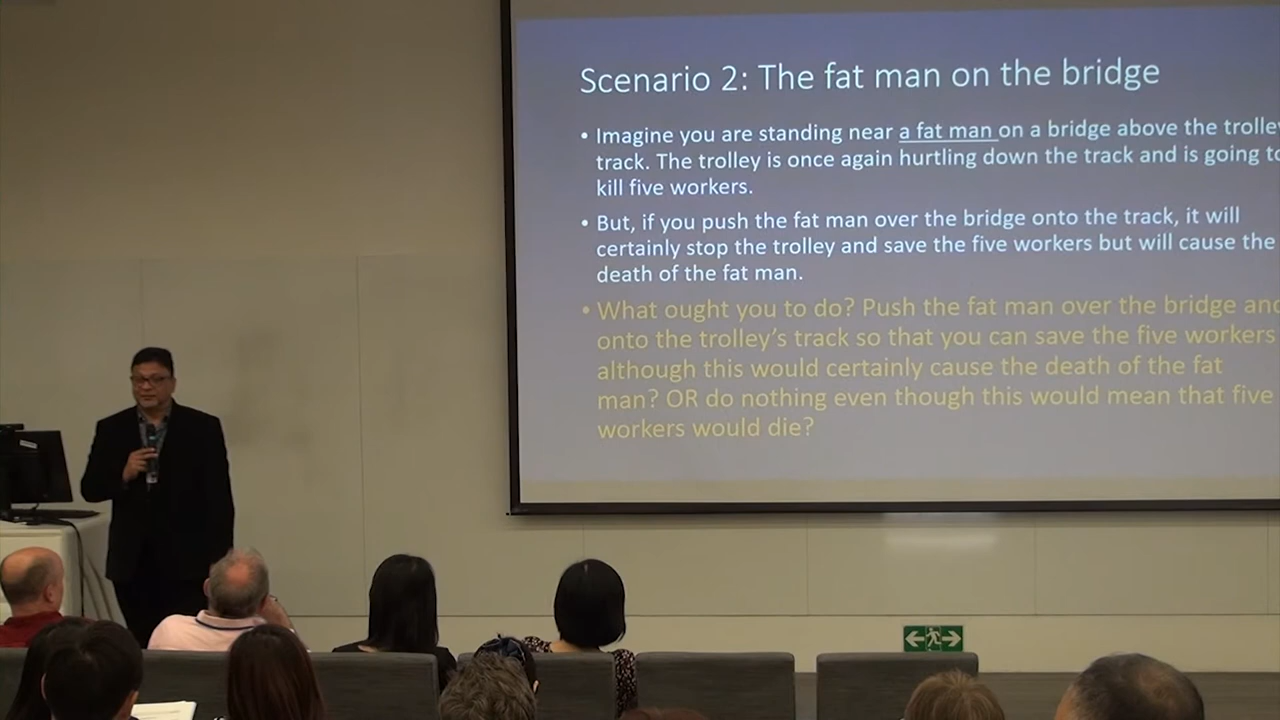 Scenario 2: The fat man on the bridge
• Imagine you are standing near a fat man on a bridge above the trolley
track. The trolley is once again hurtling down the track and is going to
kill five workers.
• But, if you push the fat man over the bridge onto the track, it will
certainly stop the trolley and save the five workers but will cause the
death of the fat man.
• What ought you to do? Push the fat man over the bridge and
onto the trolley's track so that you can save the five workers
although this would certainly cause the death of the fat
man? OR do nothing even though this would mean that five
workers would die?